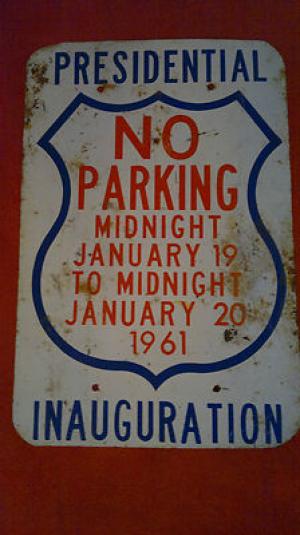 PRESIDENTIAL
NO
PARKING
MIDNIGHT
JANUARY 19
TO MIDNIGHT
JANUARY 20
1961
INAUGURATION